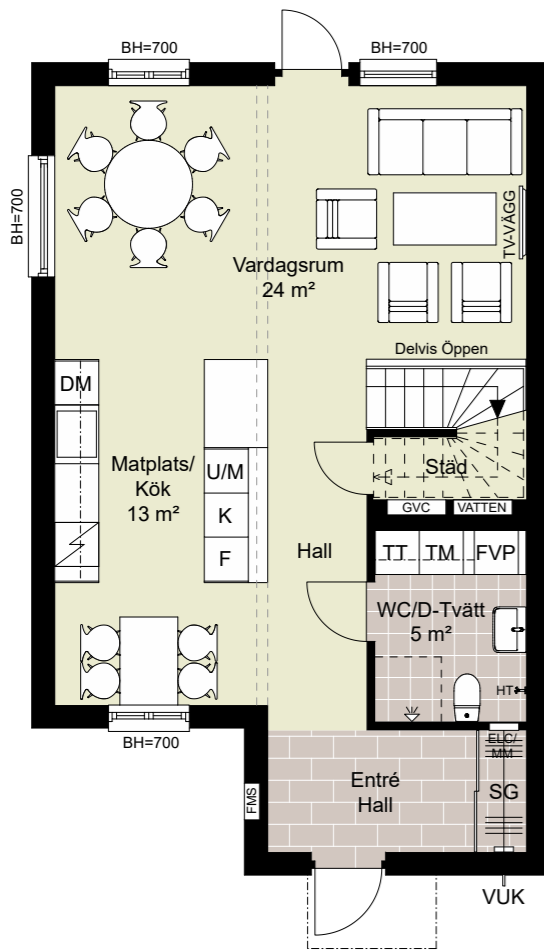 BH=700
BH=700
BH=700
TV-VÄGG
Vardagsrum
24 m²
Delvis Öppen
DM
Matplats/
Kök
13 m²
U/M
K
F
Städ
GVC
VATTEN
Hall
TT
TM
FVP
WC/D-Tvätt
5 m²
HT
BH=700
ELC/
MM
FMS
Entré
Hall
SG
VUK